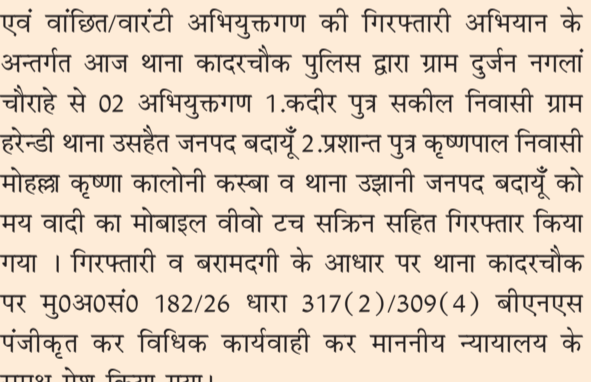 एवं वांछित/वारंटी अभियुक्तगण की गिरफ्तारी अभियान के
अन्तर्गत आज थाना कादरचौक पुलिस द्वारा ग्राम दुर्जन नगलां
चौराहे से 02 अभियुक्तगण 1.कदीर पुत्र सकील निवासी ग्राम
हरेन्डी थाना उसहैत जनपद बदायूँ 2.प्रशान्त पुत्र कृष्णपाल निवासी
मोहल्ला कृष्णा कालोनी कस्बा व थाना उझानी जनपद बदायूँ को
मय वादी का मोबाइल वीवो टच सक्रिन सहित गिरफ्तार किया
गया । गिरफ्तारी व बरामदगी के आधार पर थाना कादरचौक
पर मु0अ0सं0 182/26 धारा 317(2)/309(4) बीएनएस
पंजीकृत कर विधिक कार्यवाही कर माननीय न्यायालय के
समक्ष पेश किया गया।